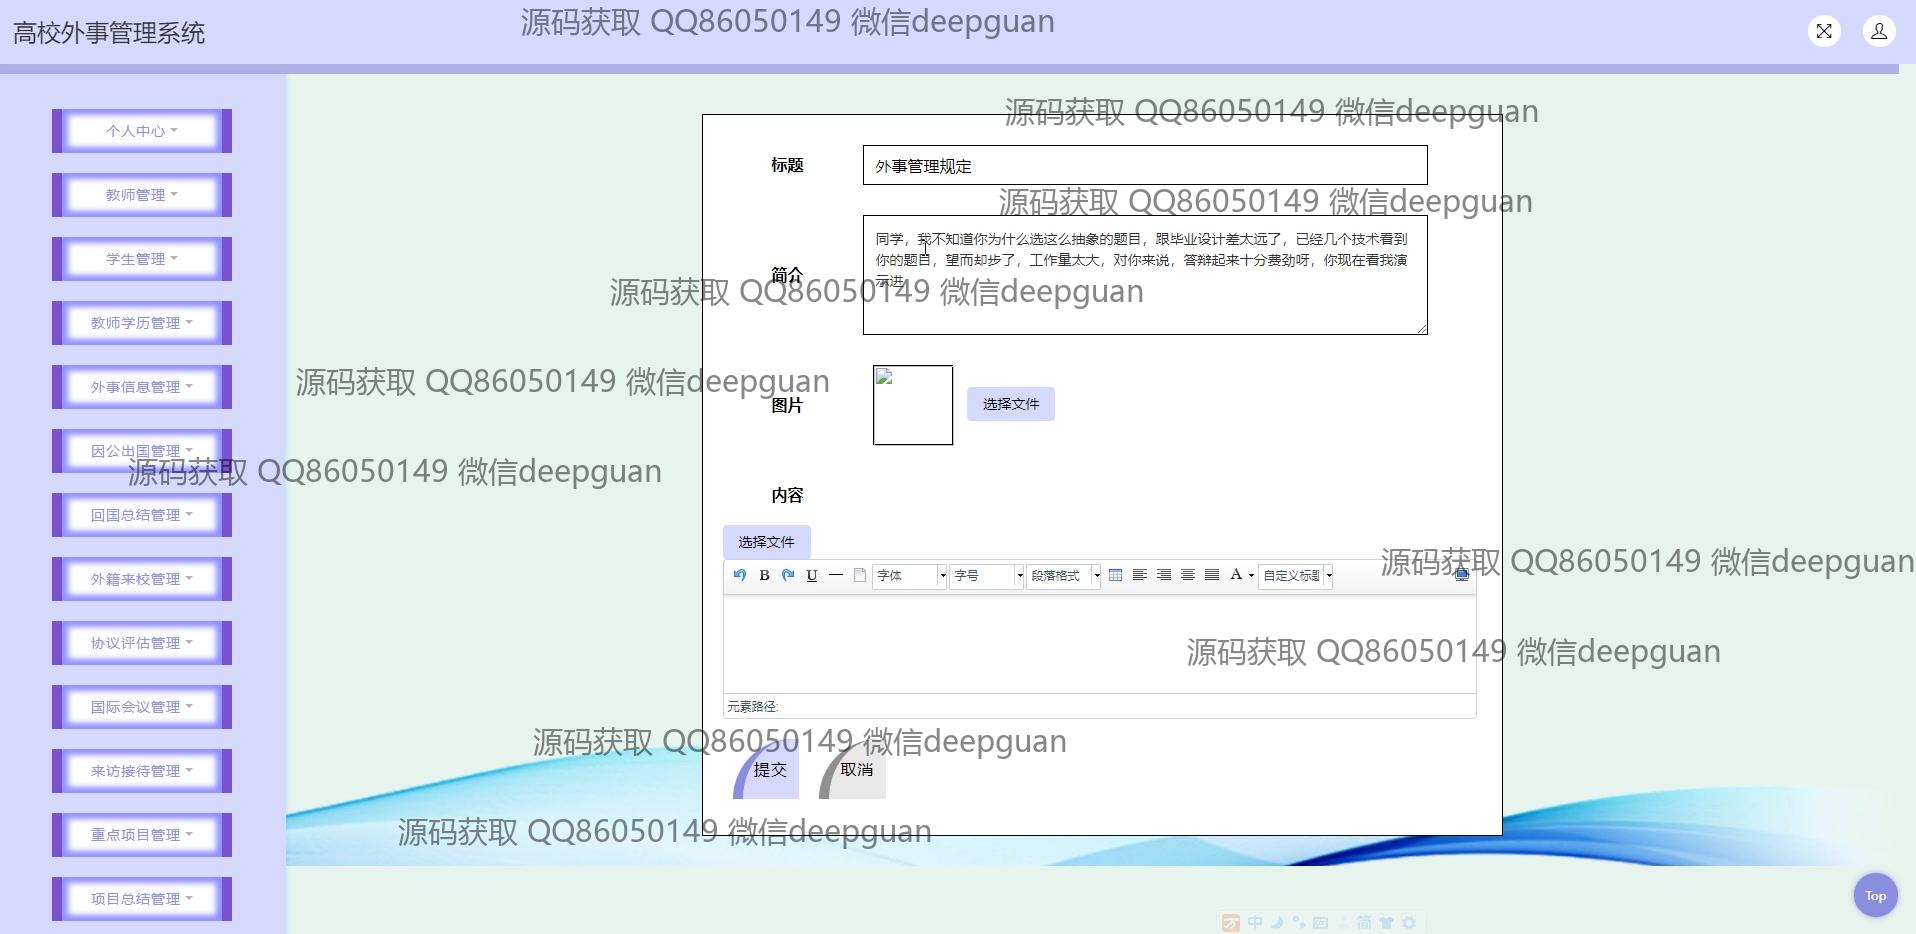 高校外事管理系统
源码获取 QQ86050149 微信deepguan
个人中心
教师管理
学生管理
教师学历管理
外事信息管理
因公出国管理
回国总结管理
外籍来校管理
协议评估管理
国际会议管理
来访接待管理
重点项目管理
项目总结管理
源码获取 QQ86050149 微信deepguan
标题
外事管理规定
源码获取 QQ86050149 微信deepguan
简介
同学，我不知道你为什么选这么抽象的题目，跟毕业设计差太远了，已经几个技术看到
你的题目，望而却步了，工作量太大，对你来说，答辩起来十分费劲呀，你现在看我演
示进
源码获取 QQ86050149 微信deepguan
源码获取 QQ86050149 微信deepguan
图片
选择文件
源码获取 QQ86050149 微信deepguan
内容
选择文件
源码获取 QQ86050149 微信deepguan
B U 字体 字号 段落格式 A 自定义标题
源码获取 QQ86050149 微信deepguan
元素路径:
源码获取 QQ86050149 微信deepguan
提交
取消
源码获取 QQ86050149 微信deepguan
Top
中 简